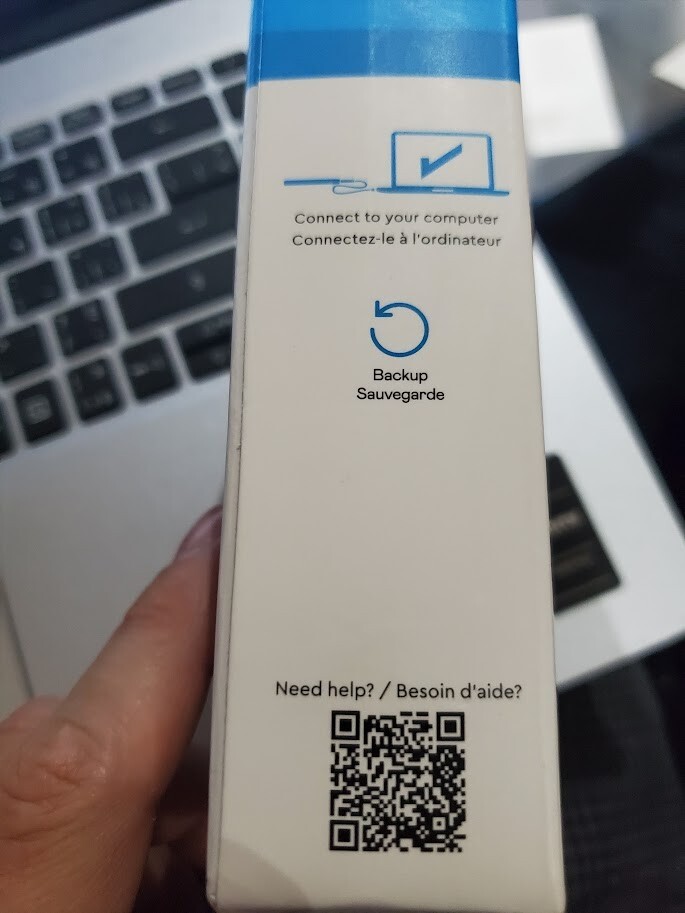 Connect to your computer
Connectez-le à l'ordinateur
Backup
Sauvegarde
Need help? / Besoin d'aide?